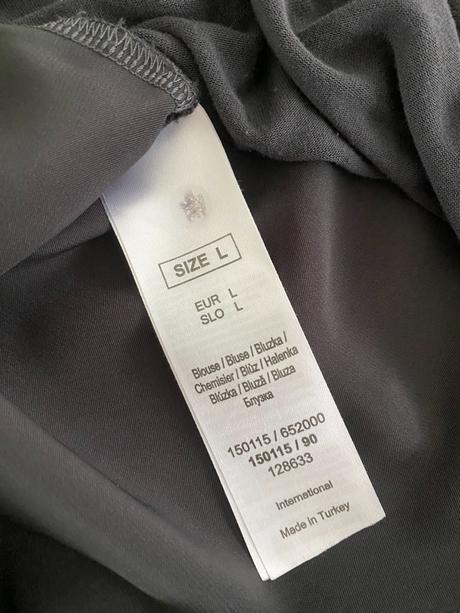 SIZE L
EUR L
SLO L
Blouse / Bluse / Bluzka /
Chemisier / Blūz / Halenka
Blúzka / Bluză / Bluza
Блузка
150115 / 652000
150115 / 90
128633
International
Made in Turkey